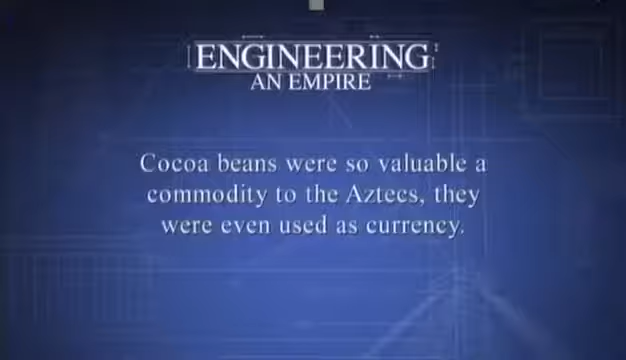 ENGINEERING
AN EMPIRE
Cocoa beans were so valuable a
commodity to the Aztecs, they
were even used as currency.